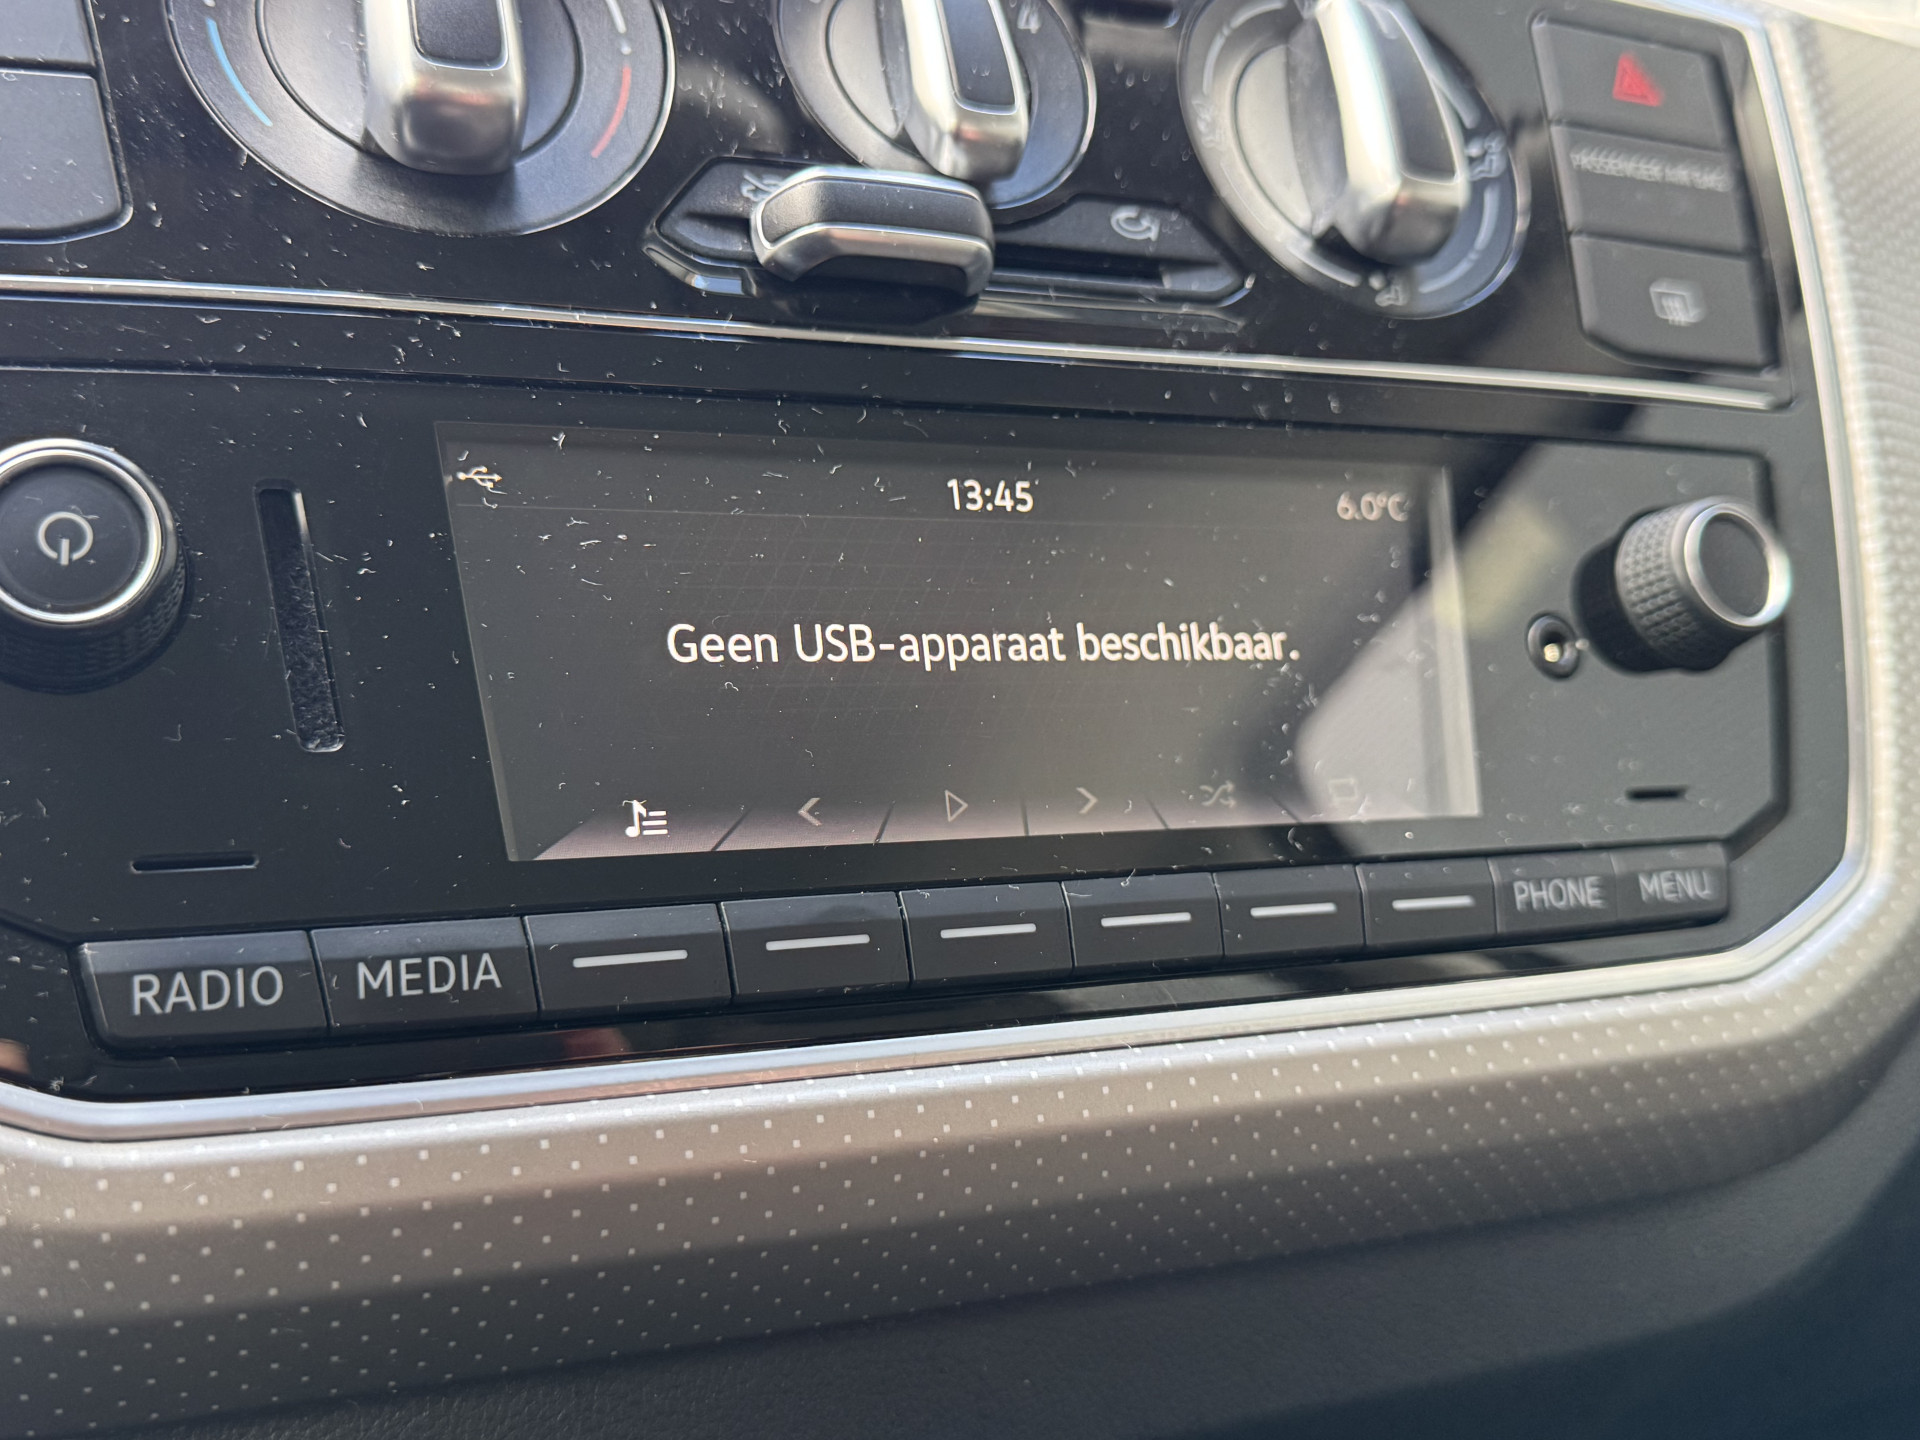 13:45
6.0°C
Geen USB-apparaat beschikbaar.
RADIO
MEDIA
PHONE
MENU